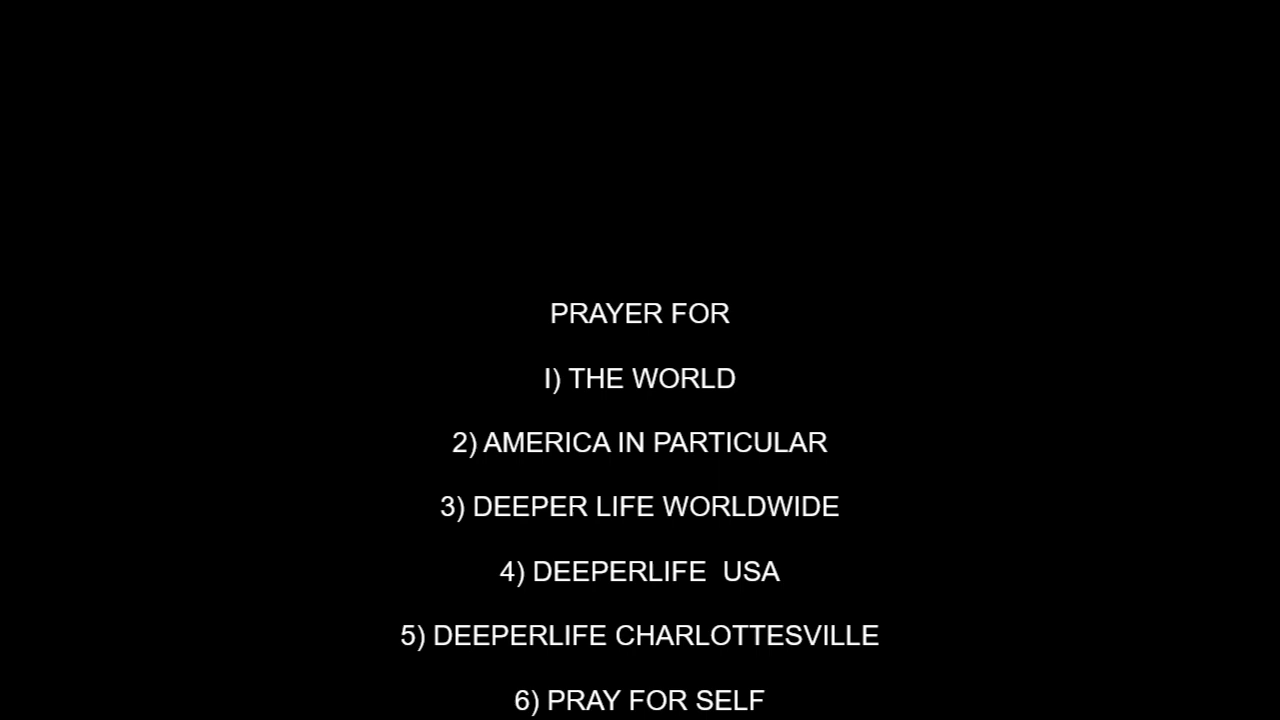 PRAYER FOR
I) THE WORLD
2) AMERICA IN PARTICULAR
3) DEEPER LIFE WORLDWIDE
4) DEEPERLIFE  USA
5) DEEPERLIFE CHARLOTTESVILLE
6) PRAY FOR SELF